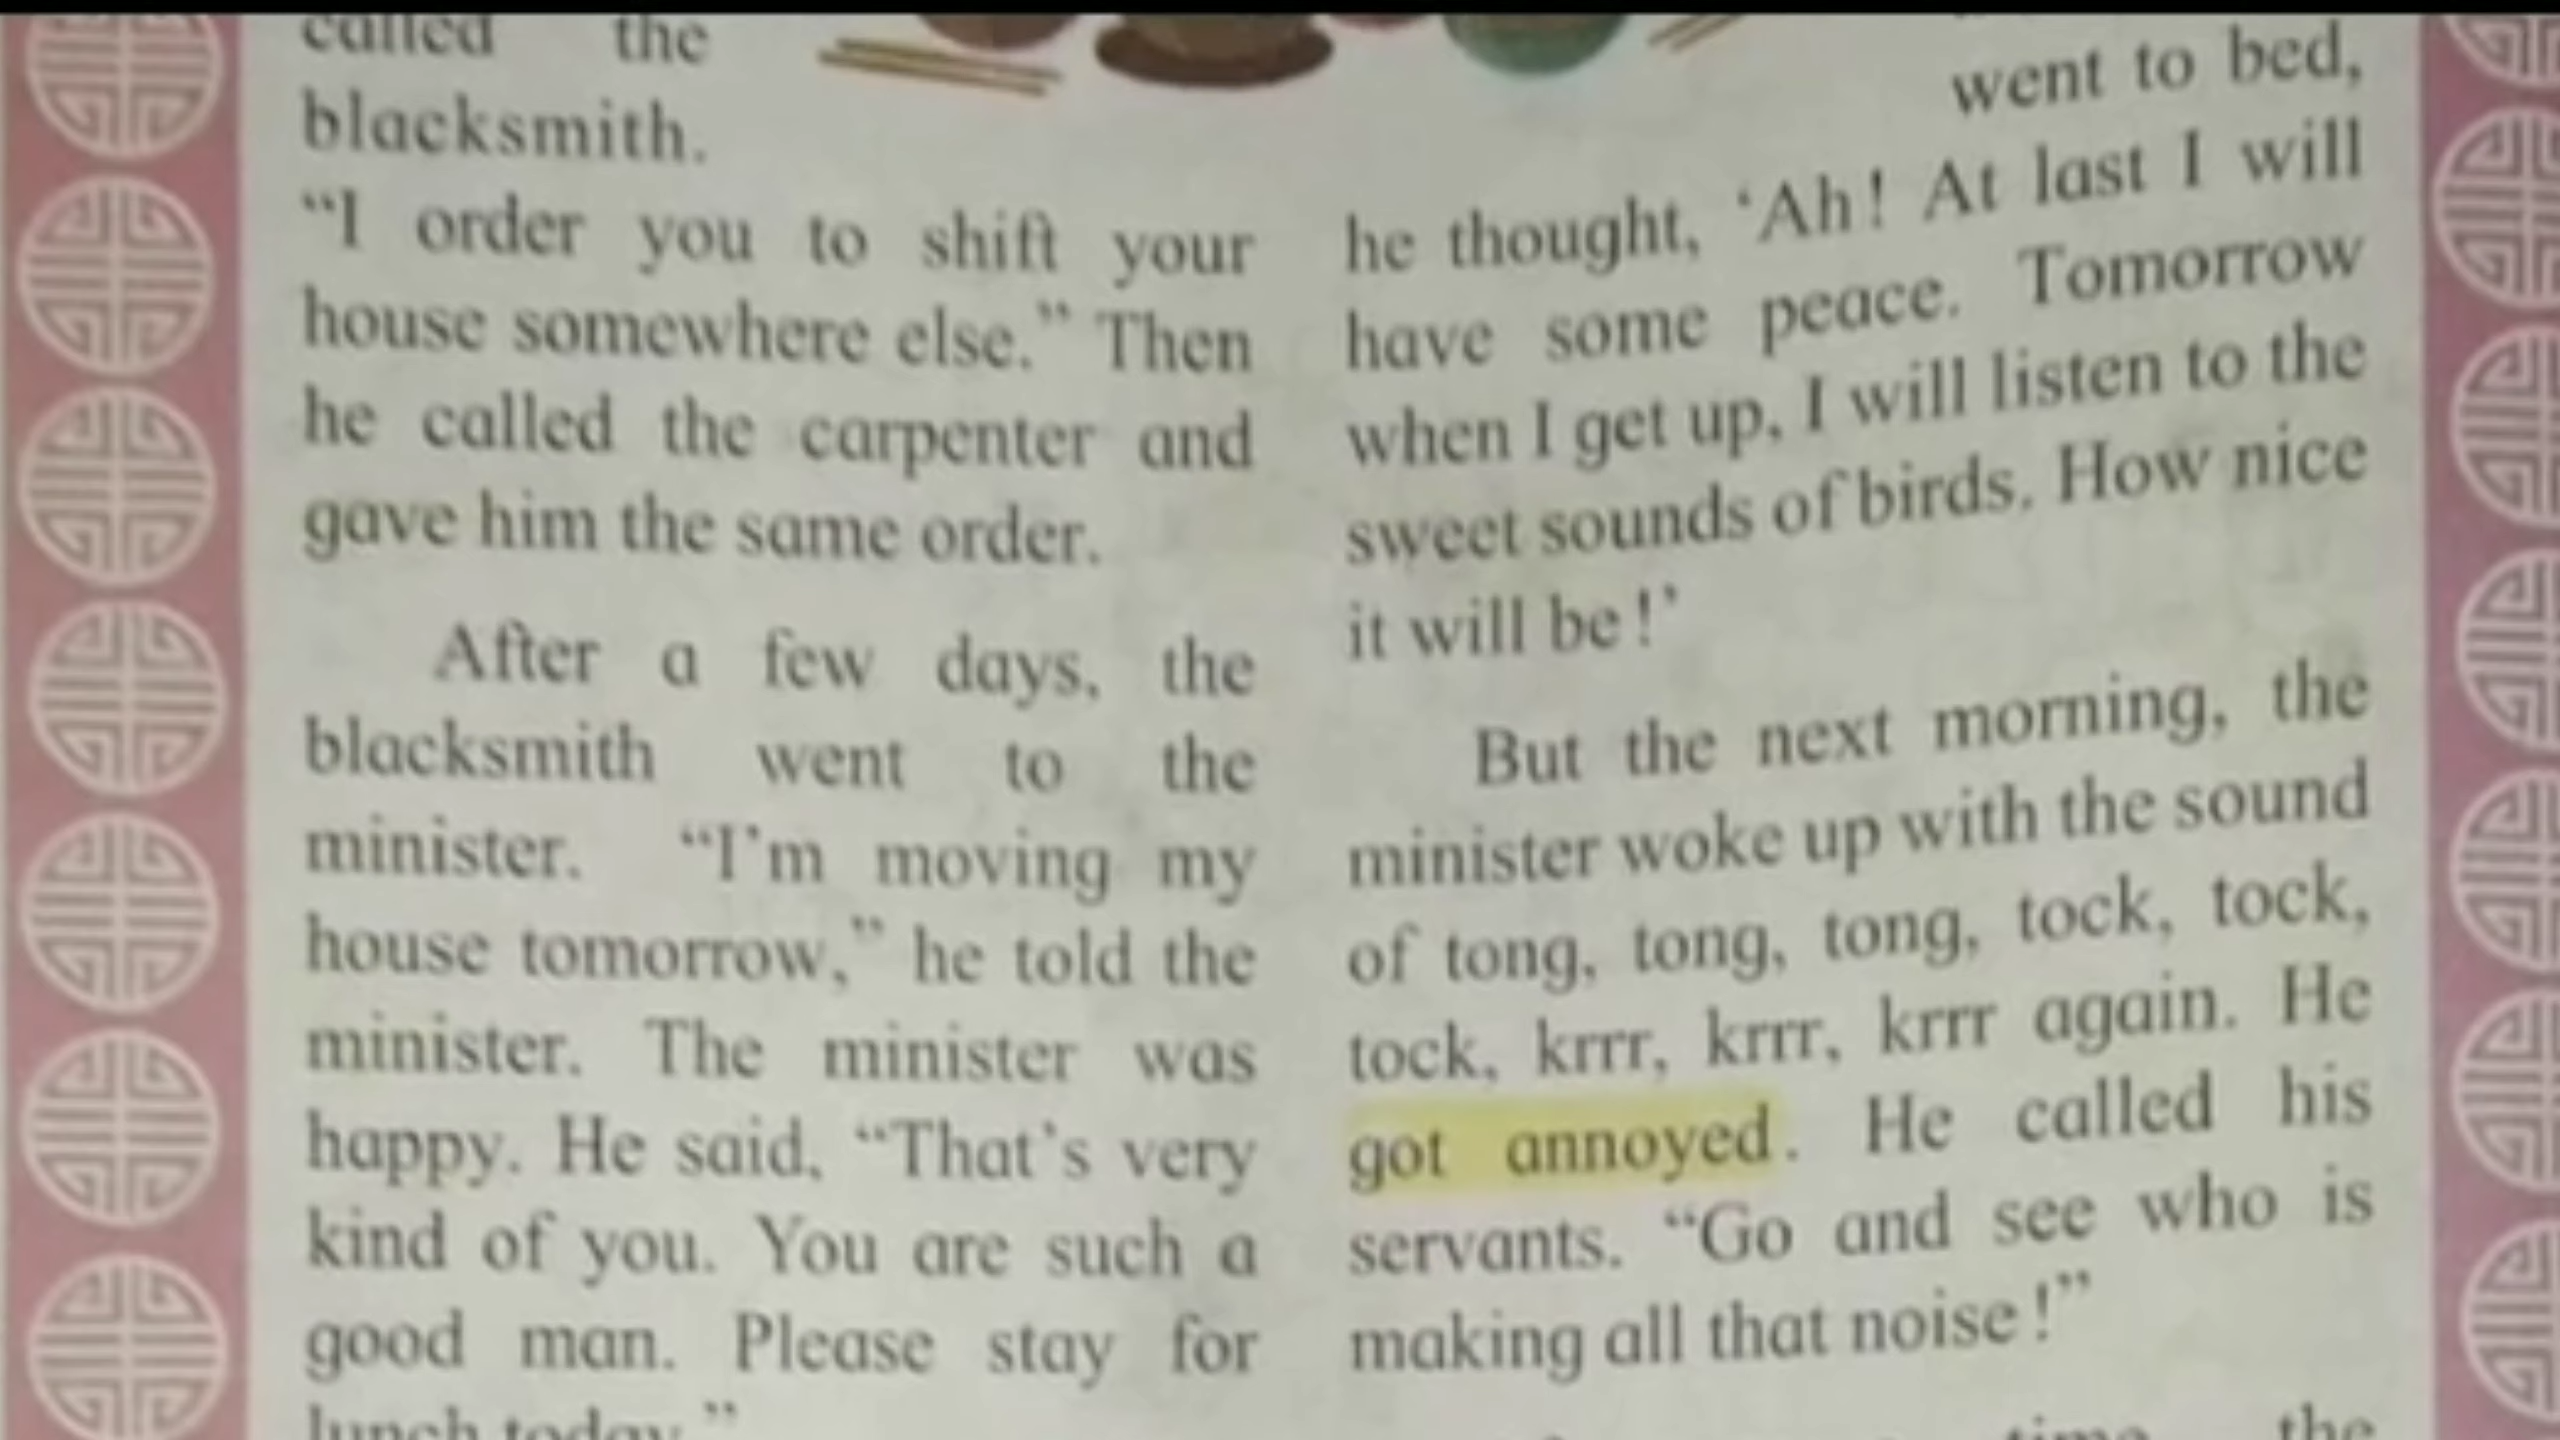 called the
blacksmith.
“I order you to shift your
house somewhere else.” Then
he called the carpenter and
gave him the same order.
After a few days, the
blacksmith went to the
minister. “I’m moving my
house tomorrow,” he told the
minister. The minister was
happy. He said, “That’s very
kind of you. You are such a
good man. Please stay for
lunch today.”
went to bed,
he thought, ‘Ah! At last I will
have some peace. Tomorrow
when I get up, I will listen to the
sweet sounds of birds. How nice
it will be!’
But the next morning, the
minister woke up with the sound
of tong, tong, tong, tock, tock,
tock, krrr, krrr, krrr again. He
got annoyed. He called his
servants. “Go and see who is
making all that noise!”
time the